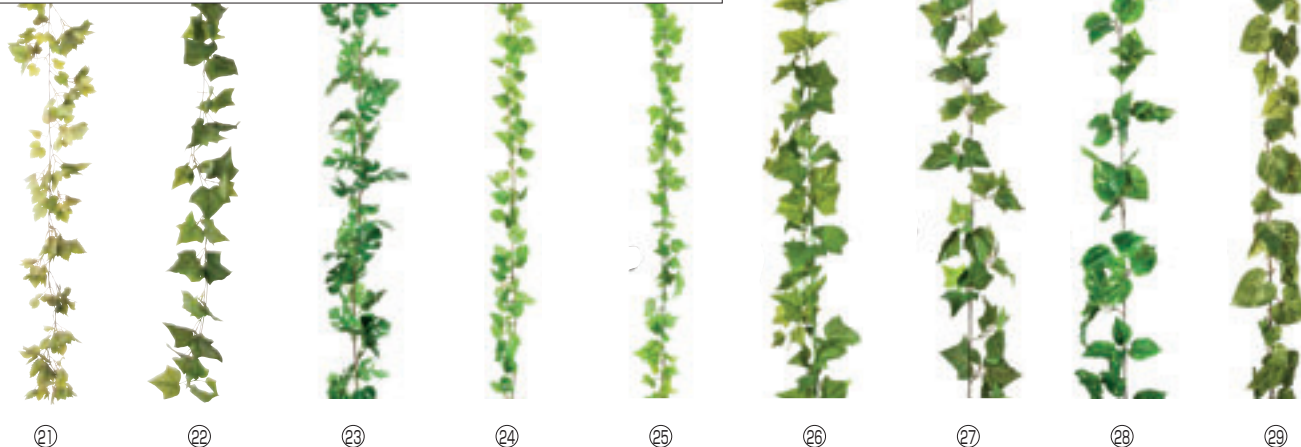 ㉑ ㉒ ㉓ ㉔ ㉕ ㉖ ㉗ ㉘ ㉙